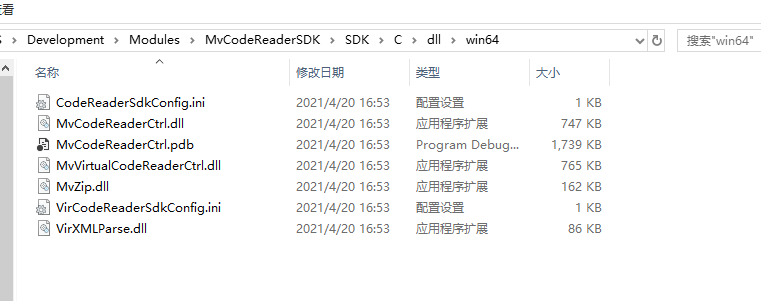 查看
S > Development > Modules > MvCodeReaderSDK > SDK > C > dll > win64 搜索"win64"
名称 修改日期 类型 大小
CodeReaderSdkConfig.ini 2021/4/20 16:53 配置设置 1 KB
MvCodeReaderCtrl.dll 2021/4/20 16:53 应用程序扩展 747 KB
MvCodeReaderCtrl.pdb 2021/4/20 16:53 Program Debug... 1,739 KB
MvVirtualCodeReaderCtrl.dll 2021/4/20 16:53 应用程序扩展 765 KB
MvZip.dll 2021/4/20 16:53 应用程序扩展 162 KB
VirCodeReaderSdkConfig.ini 2021/4/20 16:53 配置设置 1 KB
VirXMLParse.dll 2021/4/20 16:53 应用程序扩展 86 KB